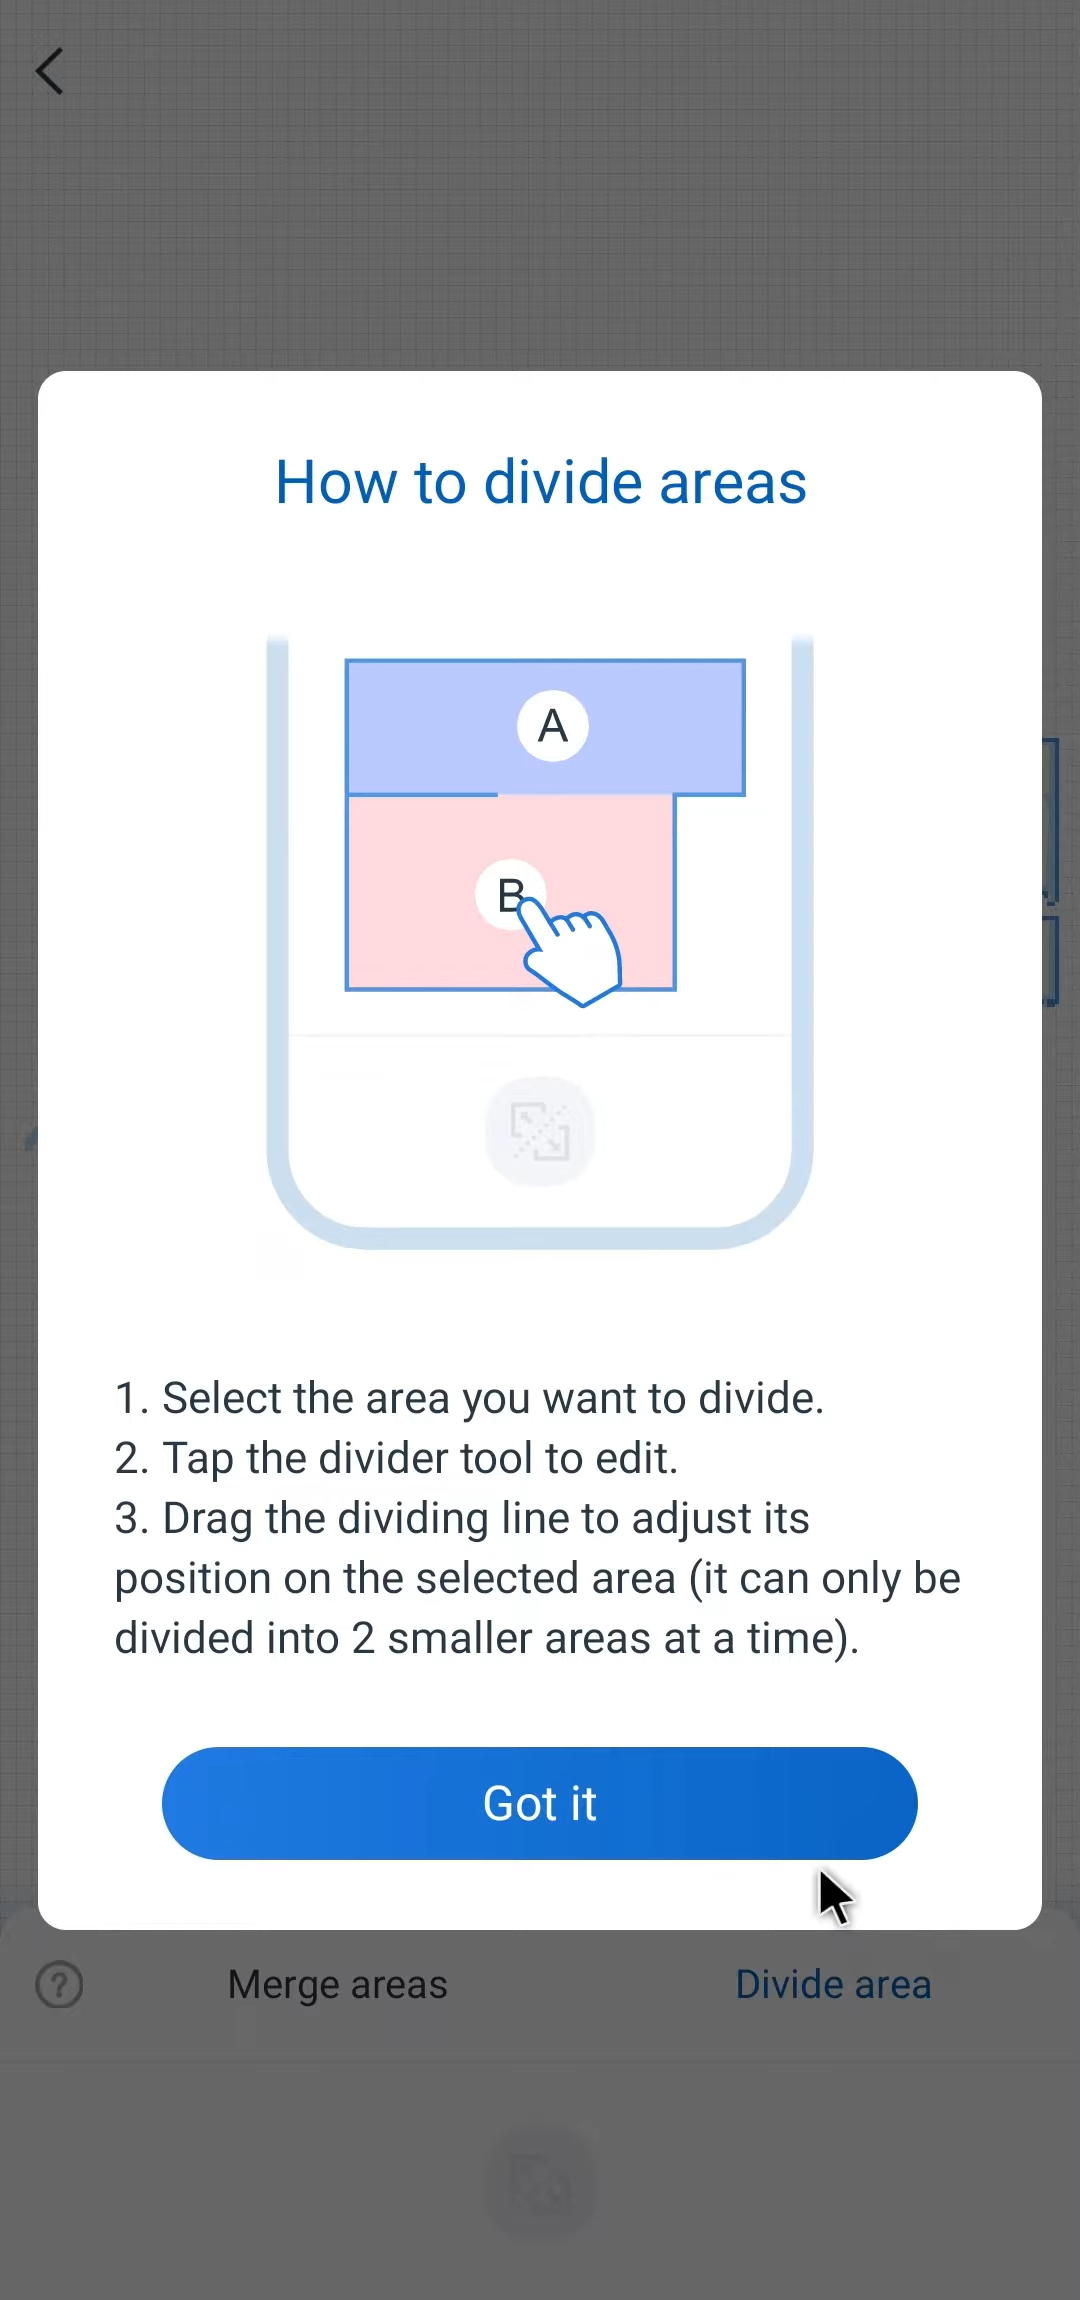 How to divide areas
A
B
1. Select the area you want to divide.
2. Tap the divider tool to edit.
3. Drag the dividing line to adjust its
position on the selected area (it can only be
divided into 2 smaller areas at a time).
Got it
? Merge areas Divide area